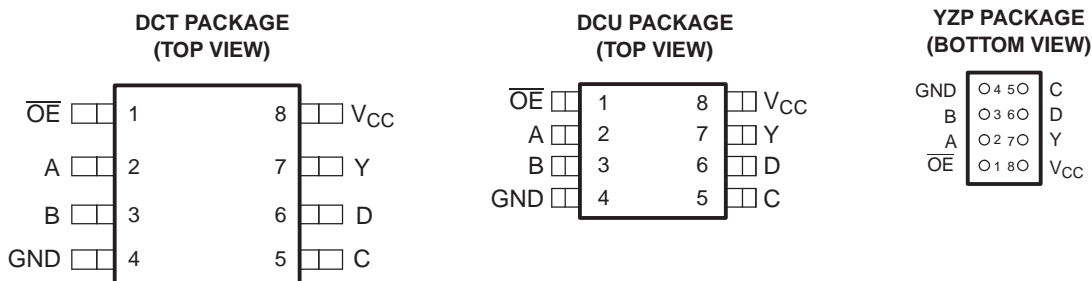 DCT PACKAGE
(TOP VIEW)
OE 1 8 VCC
A 2 7 Y
B 3 6 D
GND 4 5 C
DCU PACKAGE
(TOP VIEW)
OE 1 8 VCC
A 2 7 Y
B 3 6 D
GND 4 5 C
YZP PACKAGE
(BOTTOM VIEW)
GND 4 5 C
B 3 6 D
A 2 7 Y
OE 1 8 VCC